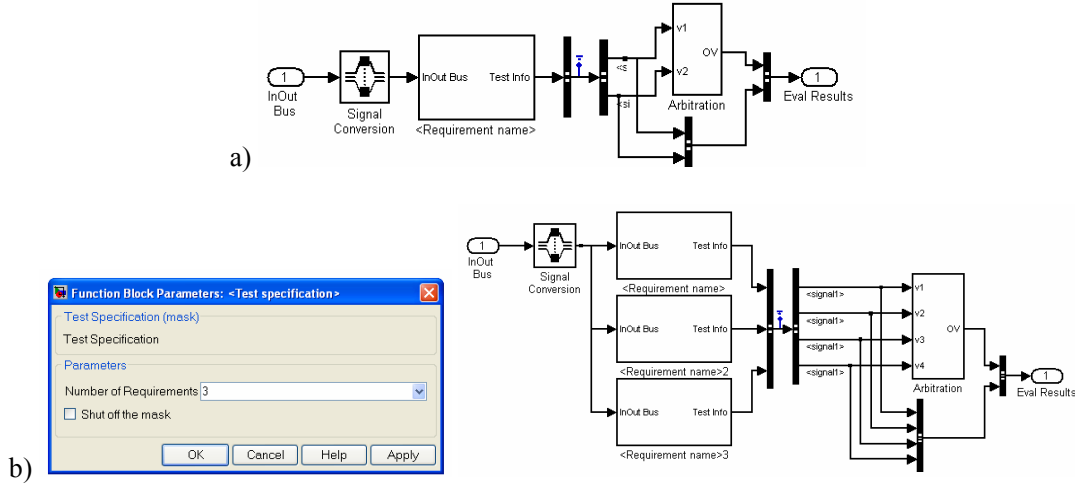 1
InOut
Bus
Signal
Conversion
InOut Bus Test Info
<Requirement name>
<s
<si
v1
v2
OV
Arbitration
1
Eval Results
a)
Function Block Parameters: <Test specification>
Test Specification (mask)
Test Specification
Parameters
Number of Requirements 3
Shut off the mask
OK Cancel Help Apply
b)
1
InOut
Bus
Signal
Conversion
InOut Bus Test Info
<Requirement name>
InOut Bus Test Info
<Requirement name>2
InOut Bus Test Info
<Requirement name>3
<signal1>
<signal1>
<signal1>
<signal1>
v1
v2
v3
v4
OV
Arbitration
1
Eval Results